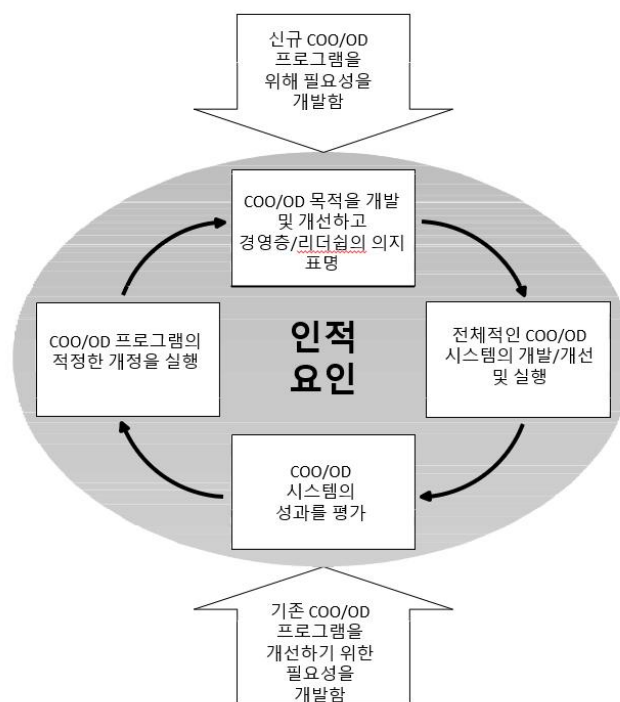 신규 COO/OD
프로그램을
위해 필요성을
개발함
COO/OD 목적을 개발
및 개선하고
경영층/리더쉽의 의지
표명
COO/OD 프로그램의
적정한 개정을 실행
인적
요인
전체적인 COO/OD
시스템의 개발/개선
및 실행
COO/OD
시스템의
성과를 평가
기존 COO/OD
프로그램을
개선하기 위한
필요성을
개발함